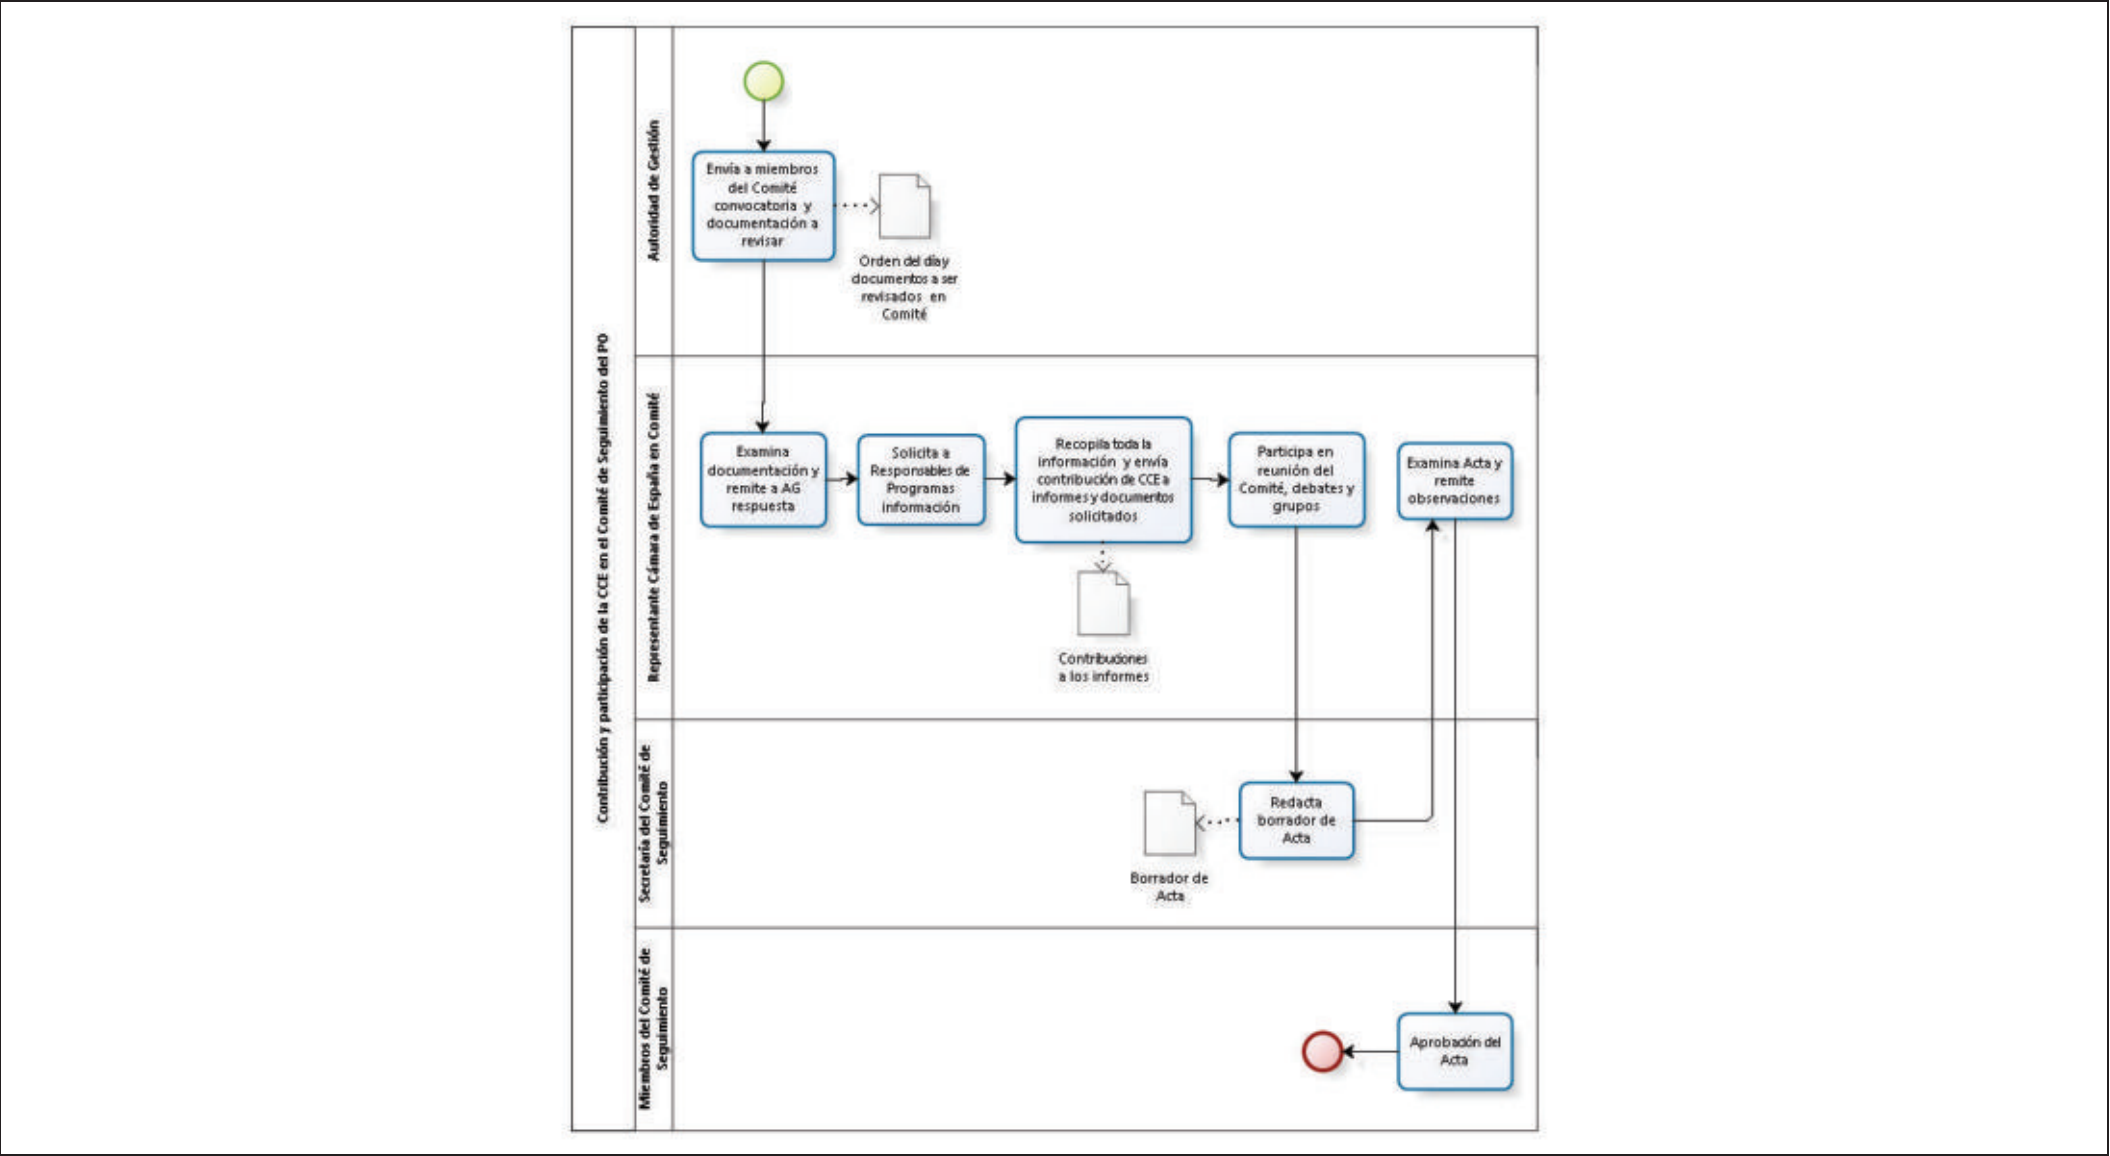 Contribución y participación de la CCE en el Comité de Seguimiento del PO
Autoridad de Gestión
Envía a miembros
del Comité
convocatoria y
documentación a
revisar
Orden del día y
documentos a ser
revisados en
Comité
Representante Cámara de España en Comité
Examina
documentación y
remite a AG
respuesta
Solicita a
Responsables de
Programas
información
Recopila toda la
información y envía
contribución de CCE a
informes y documentos
solicitados
Contribuciones
a los informes
Participa en
reunión del
Comité, debates y
grupos
Examina Acta y
remite
observaciones
Secretaría del Comité de
Seguimiento
Borrador de
Acta
Redacta
borrador de
Acta
Miembros del Comité de
Seguimiento
Aprobación del
Acta